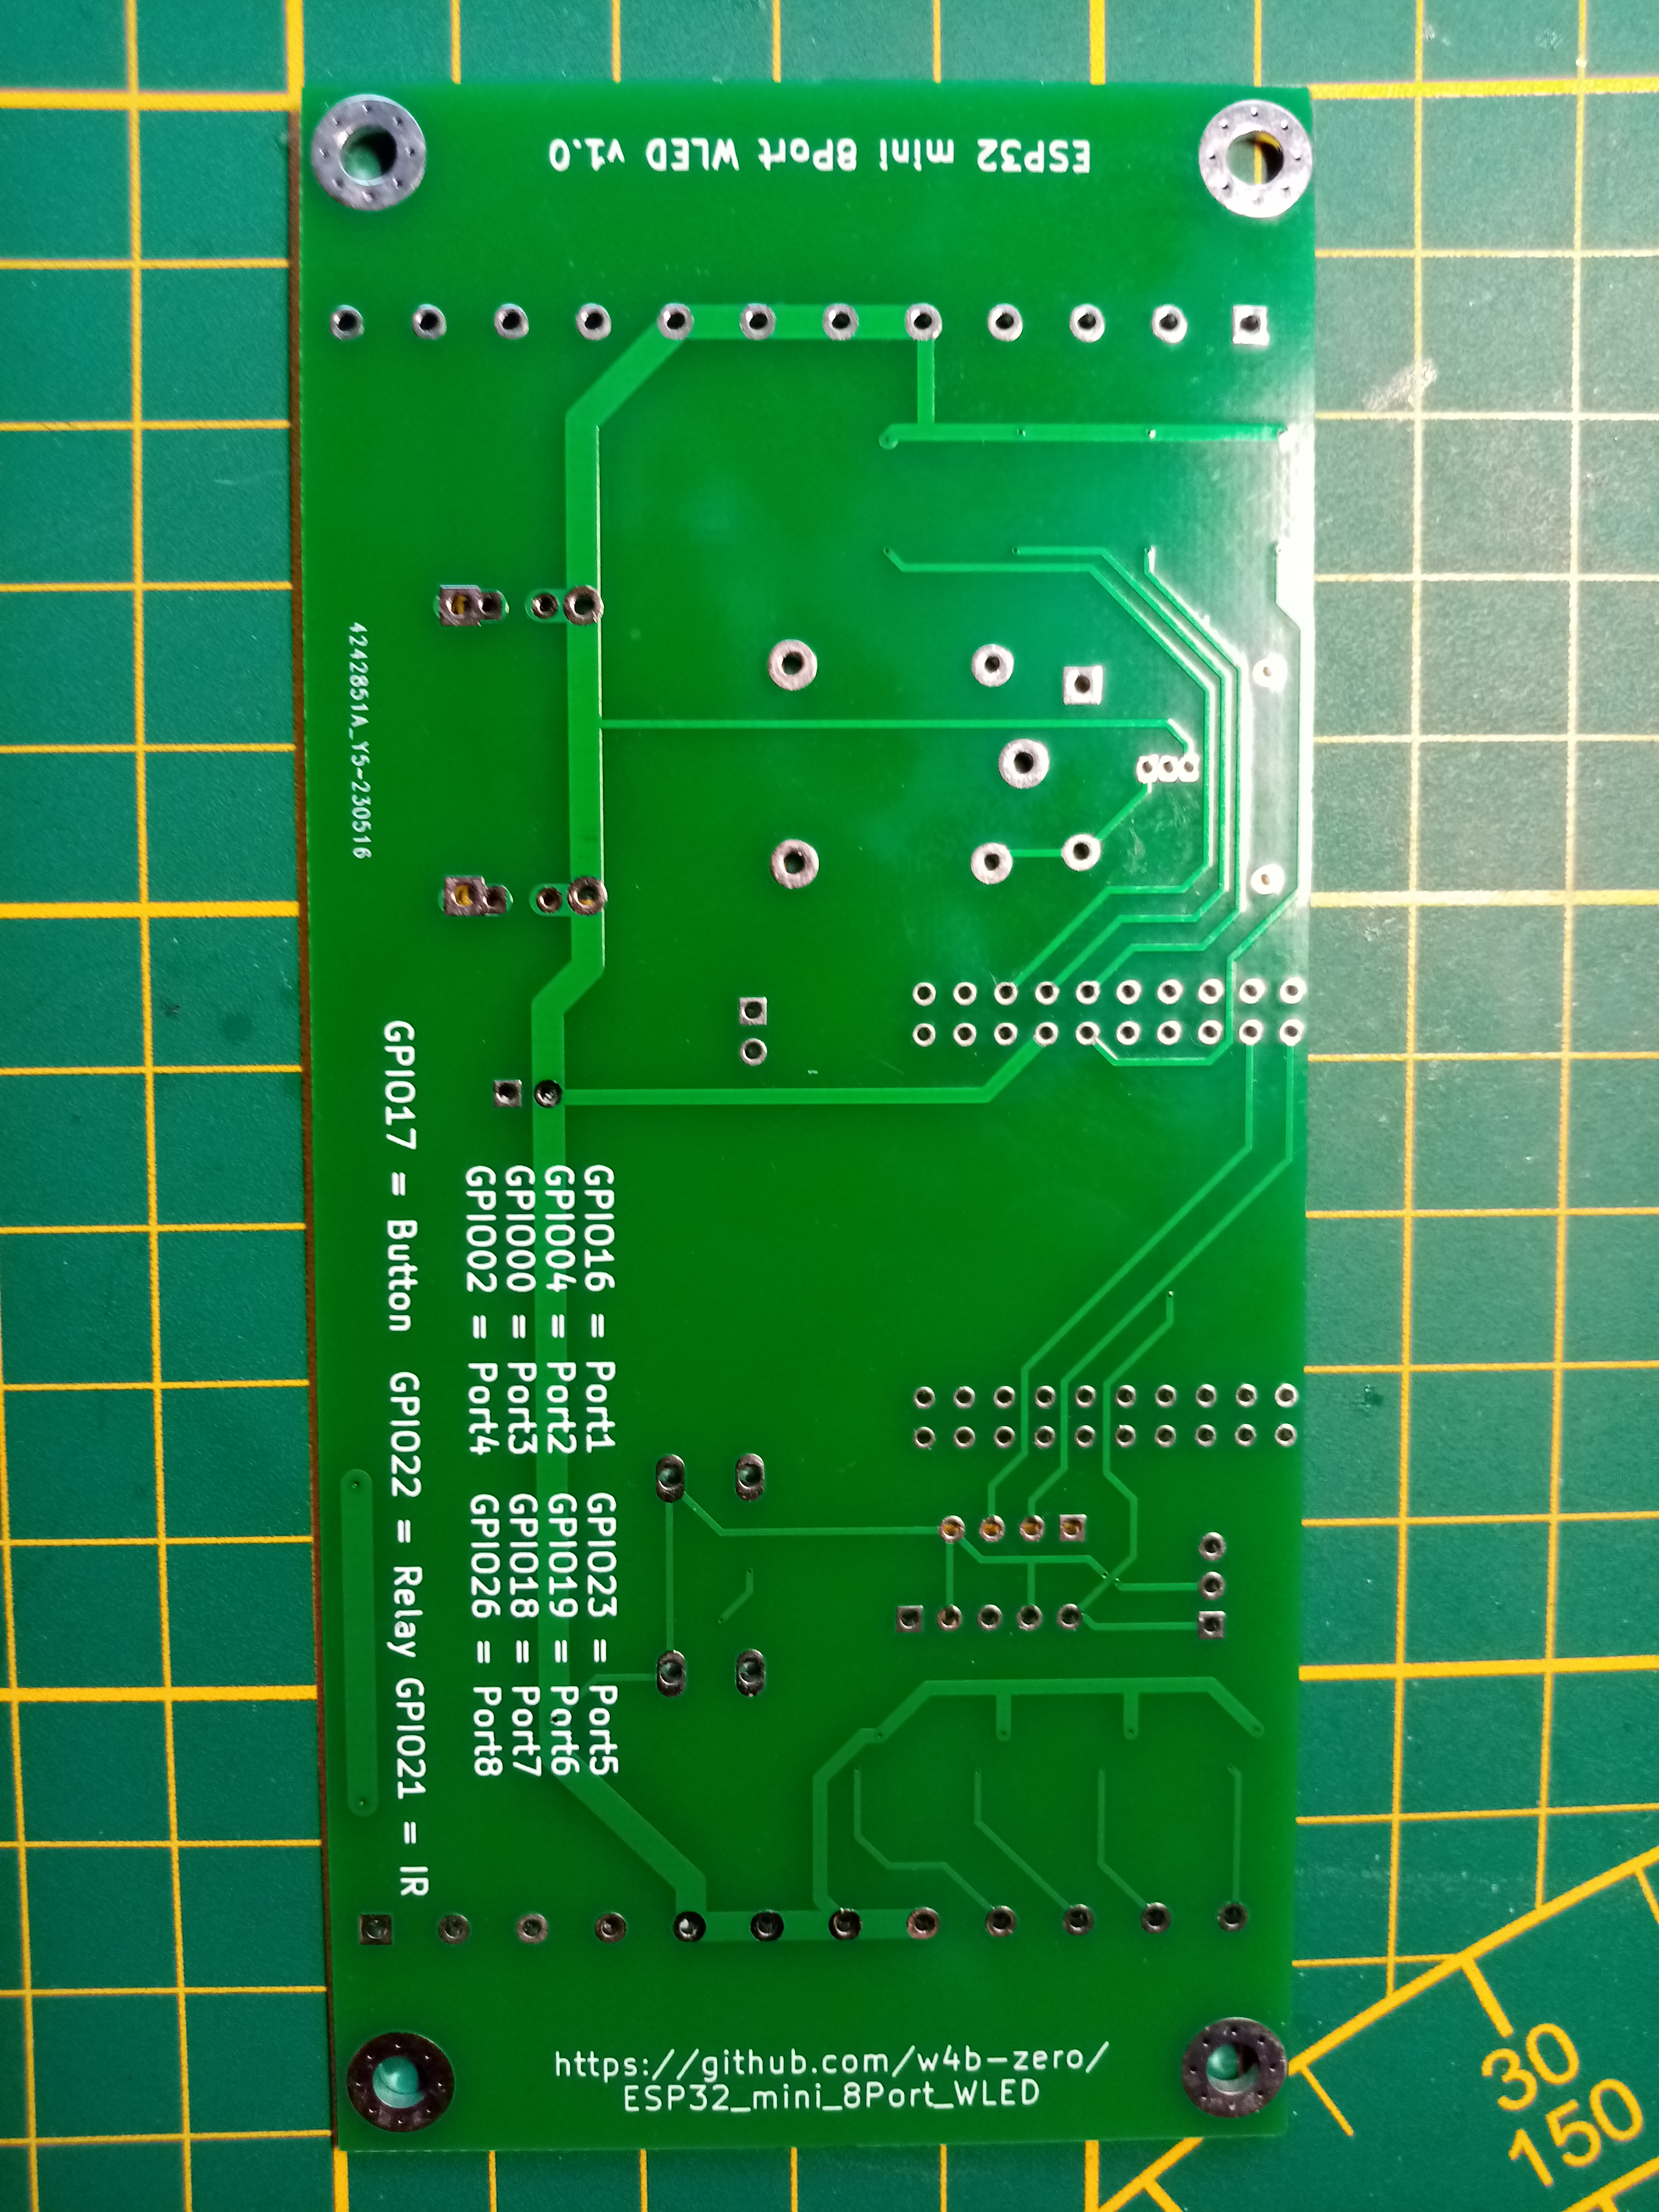 ESP32 mini 8Port WLED v1.0
4242851A_Y5-230516
GPIO16 = Port1 GPIO23 = Port5
GPIO04 = Port2 GPIO19 = Port6
GPIO00 = Port3 GPIO18 = Port7
GPIO02 = Port4 GPIO26 = Port8
GPIO17 = Button GPIO22 = Relay GPIO21 = IR
https://github.com/w4b-zero/
ESP32_mini_8Port_WLED
30
150